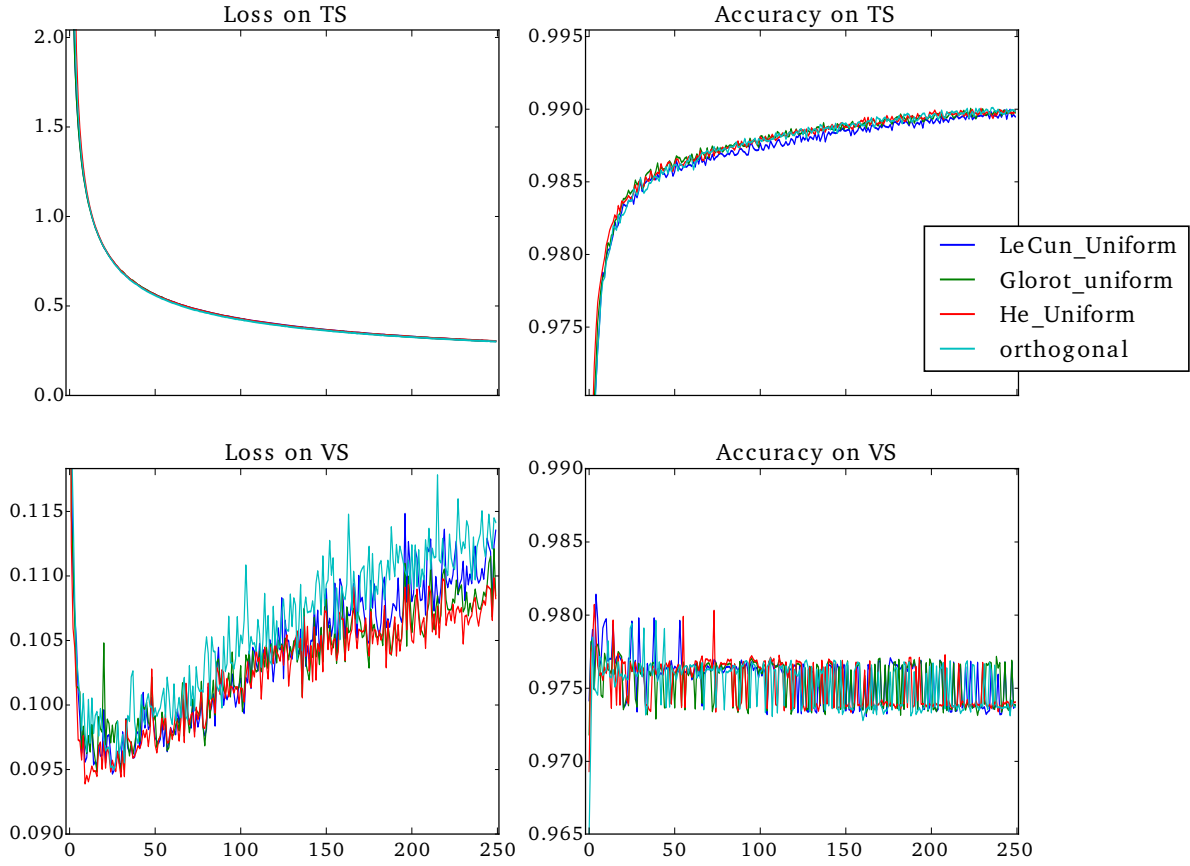 Loss on TS
2.0
1.5
1.0
0.5
0.0
Accuracy on TS
0.995
0.990
0.985
0.980
0.975
LeCun_Uniform
Glorot_uniform
He_Uniform
orthogonal
Loss on VS
0.115
0.110
0.105
0.100
0.095
0.090
0 50 100 150 200 250
Accuracy on VS
0.990
0.985
0.980
0.975
0.970
0.965
0 50 100 150 200 250